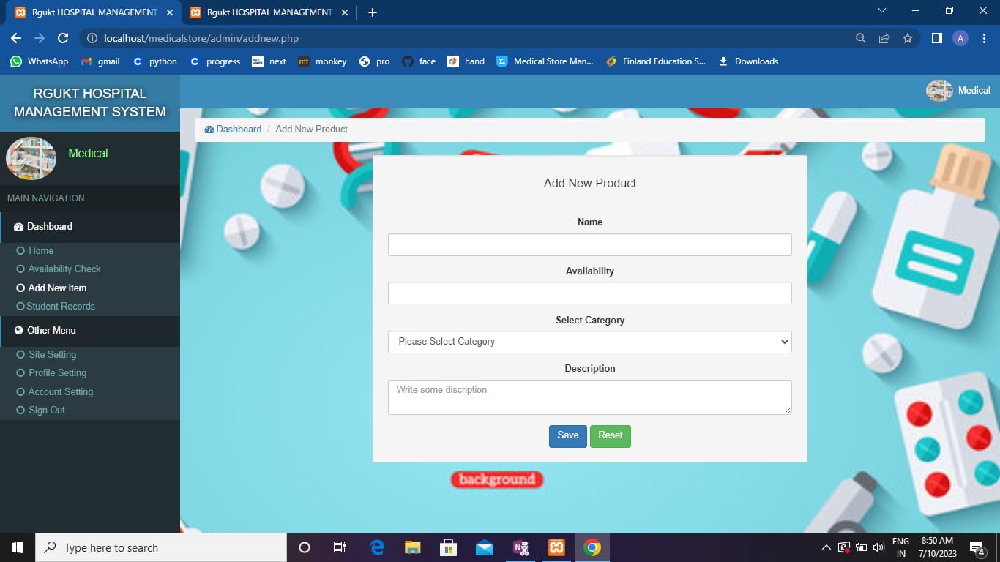 Rgukt HOSPITAL MANAGEMENT
Rgukt HOSPITAL MANAGEMENT
localhost/medicalstore/admin/addnew.php
A
WhatsApp
gmail
python
progress
next
mt monkey
pro
face
hand
Medical Store Man...
Finland Education S...
Downloads
RGUKT HOSPITAL
MANAGEMENT SYSTEM
Medical
Medical
MAIN NAVIGATION
Dashboard
Home
Availability Check
Add New Item
Student Records
Other Menu
Site Setting
Profile Setting
Account Setting
Sign Out
Dashboard / Add New Product
Add New Product
Name
Availability
Select Category
Please Select Category
Description
Write some discription
Save
Reset
background
Type here to search
ENG
IN
8:50 AM
7/10/2023
4